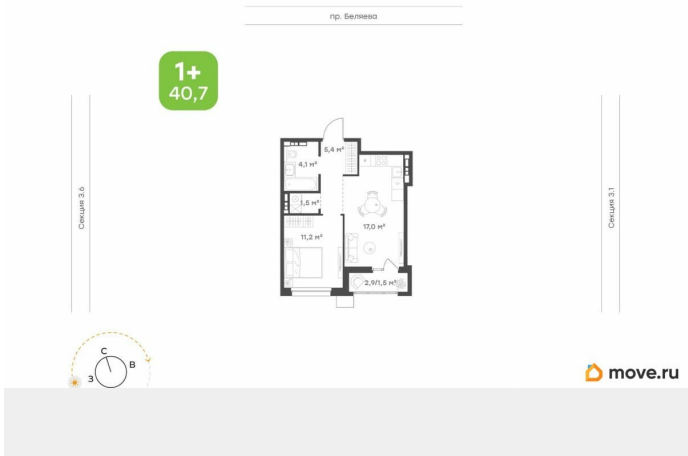 пр. Беляева
1+
40,7
5,4 м²
4,1 м²
1,5 м²
17,0 м²
11,2 м²
2,9/1,5 м²
Секция 3.6
Секция 3.1
С
В
З
move.ru